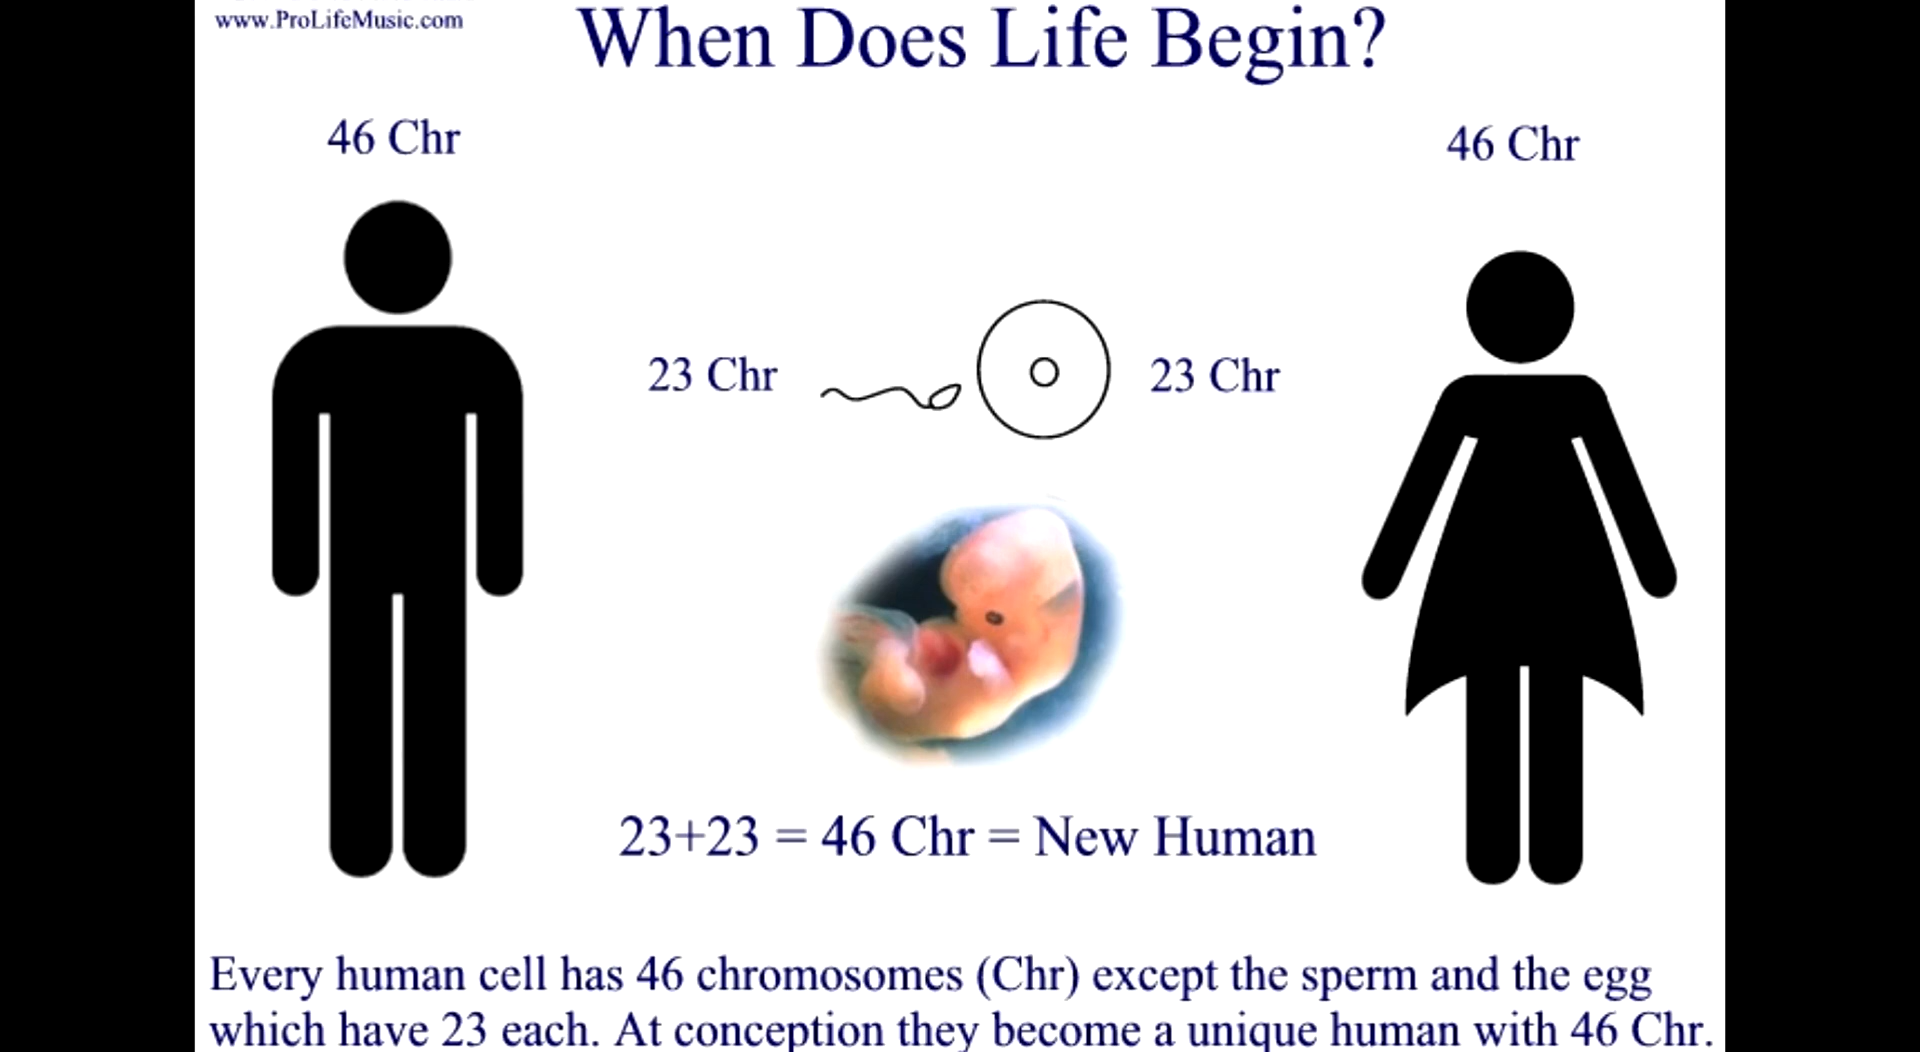 www.ProLifeMusic.com
When Does Life Begin?
46 Chr
46 Chr
23 Chr
23 Chr
23+23 = 46 Chr = New Human
Every human cell has 46 chromosomes (Chr) except the sperm and the egg
which have 23 each. At conception they become a unique human with 46 Chr.